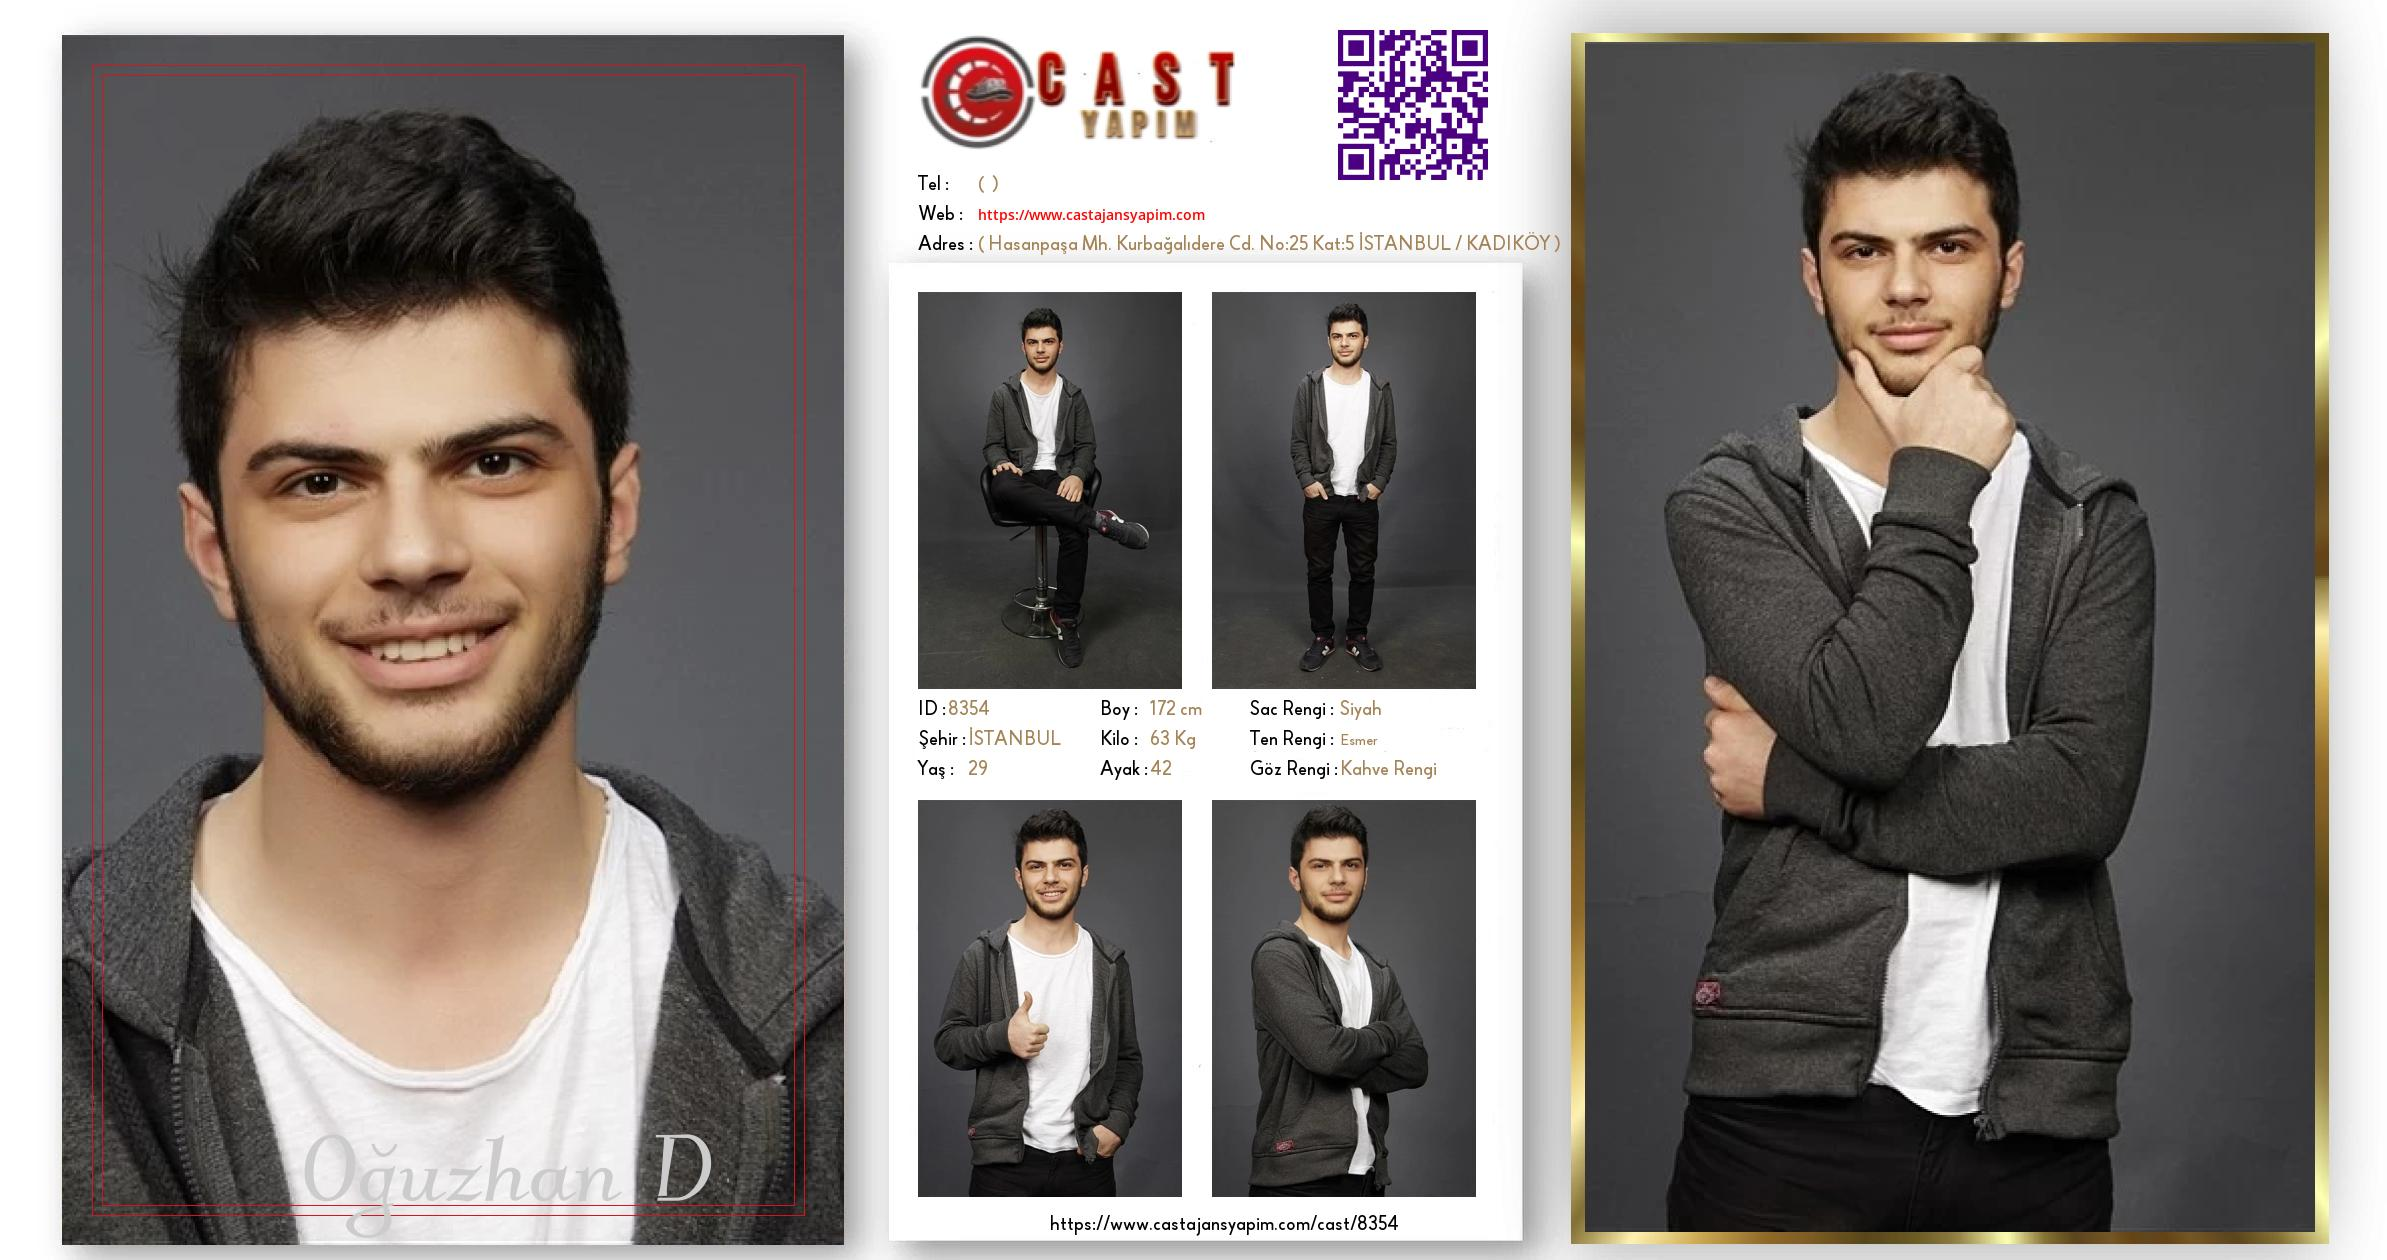 Oğuzhan D
CAST
YAPIM
Tel : ( )
Web : https://www.castajansyapim.com
Adres : ( Hasanpaşa Mh. Kurbağalıdere Cd. No:25 Kat:5 İSTANBUL / KADIKÖY )
ID : 8354 Boy : 172 cm Sac Rengi : Siyah
Şehir : İSTANBUL Kilo : 63 Kg Ten Rengi : Esmer
Yaş : 29 Ayak : 42 Göz Rengi : Kahve Rengi
https://www.castajansyapim.com/cast/8354